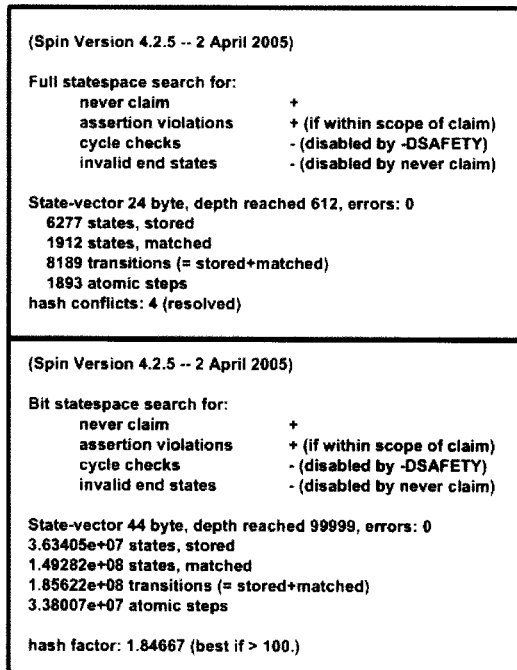 (Spin Version 4.2.5 -- 2 April 2005)
Full statespace search for:
never claim +
assertion violations + (if within scope of claim)
cycle checks - (disabled by -DSAFETY)
invalid end states - (disabled by never claim)
State-vector 24 byte, depth reached 612, errors: 0
6277 states, stored
1912 states, matched
8189 transitions (= stored+matched)
1893 atomic steps
hash conflicts: 4 (resolved)
(Spin Version 4.2.5 -- 2 April 2005)
Bit statespace search for:
never claim +
assertion violations + (if within scope of claim)
cycle checks - (disabled by -DSAFETY)
invalid end states - (disabled by never claim)
State-vector 44 byte, depth reached 99999, errors: 0
3.63405e+07 states, stored
1.49282e+08 states, matched
1.85622e+08 transitions (= stored+matched)
3.38007e+07 atomic steps
hash factor: 1.84667 (best if > 100.)